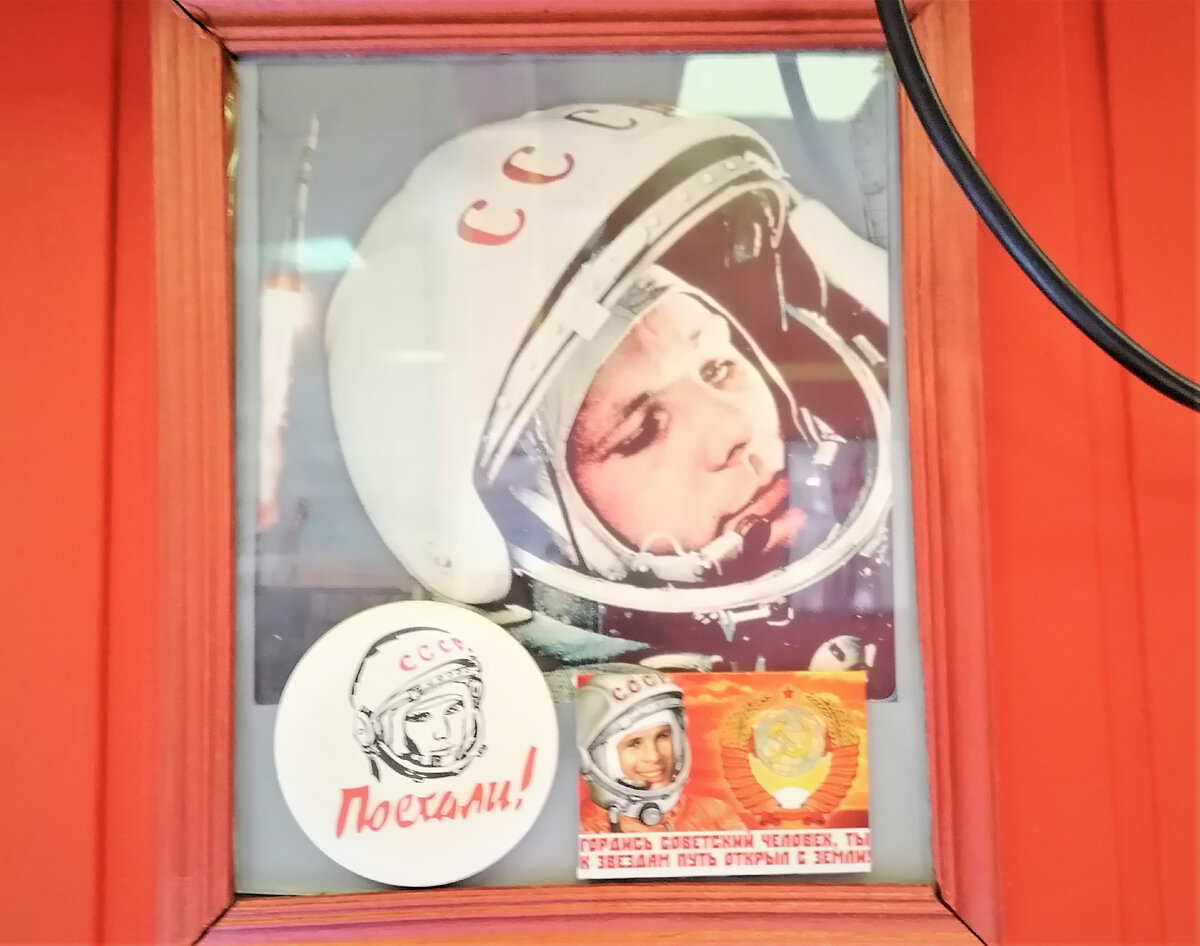 СССР
СССР
Поехали!
СССР
ГОРДИСЬ СОВЕТСКИЙ ЧЕЛОВЕК, ТЫ
К ЗВЕЗДАМ ПУТЬ ОТКРЫЛ С ЗЕМЛИ!